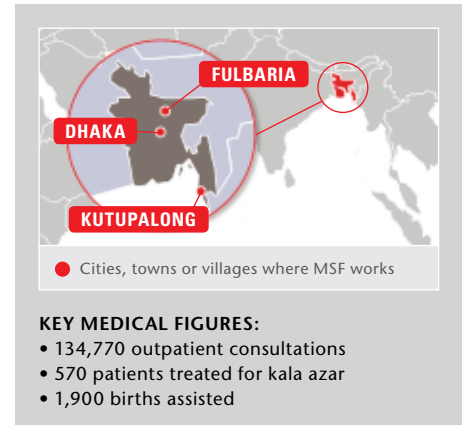 FULBARIA
DHAKA
KUTUPALONG
Cities, towns or villages where MSF works
KEY MEDICAL FIGURES:
• 134,770 outpatient consultations
• 570 patients treated for kala azar
• 1,900 births assisted